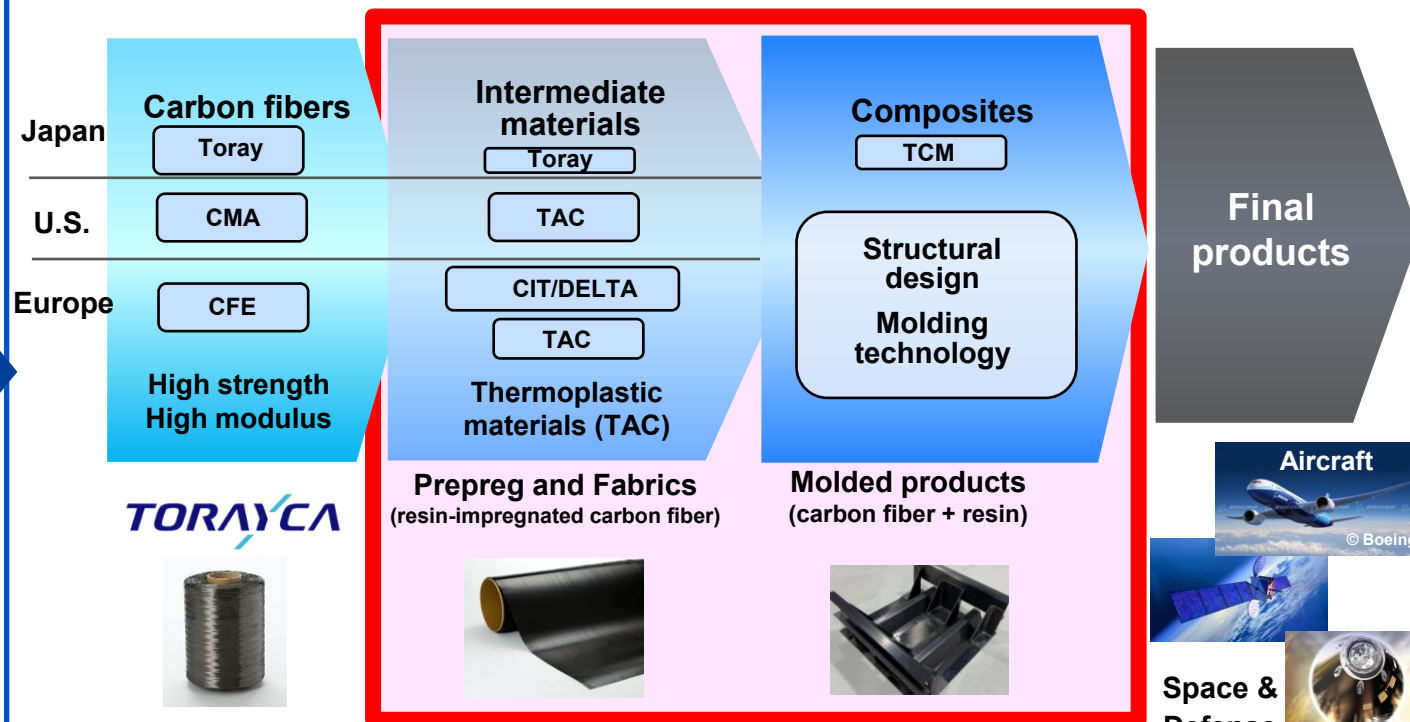 Carbon fibers
Intermediate
materials
Composites
Japan
Toray
Toray
TCM
U.S.
CMA
TAC
Structural
design
Molding
technology
Final
products
Europe
CFE
CIT/DELTA
TAC
High strength
High modulus
Thermoplastic
materials (TAC)
TORAYCA
Prepreg and Fabrics
(resin-impregnated carbon fiber)
Molded products
(carbon fiber + resin)
Aircraft
© Boeing
Space &
Defense